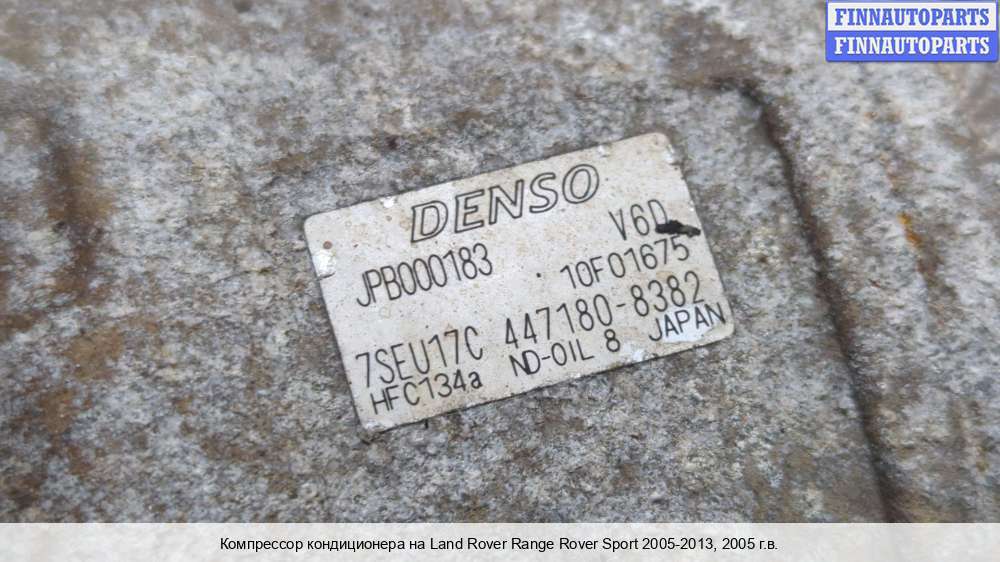 FINNAUTOPARTS
FINNAUTOPARTS
DENSO
JPB000183 V6D
10F01675
7SEU17C 447180-8382
HFC134a ND-OIL 8 JAPAN
Компрессор кондиционера на Land Rover Range Rover Sport 2005-2013, 2005 г.в.